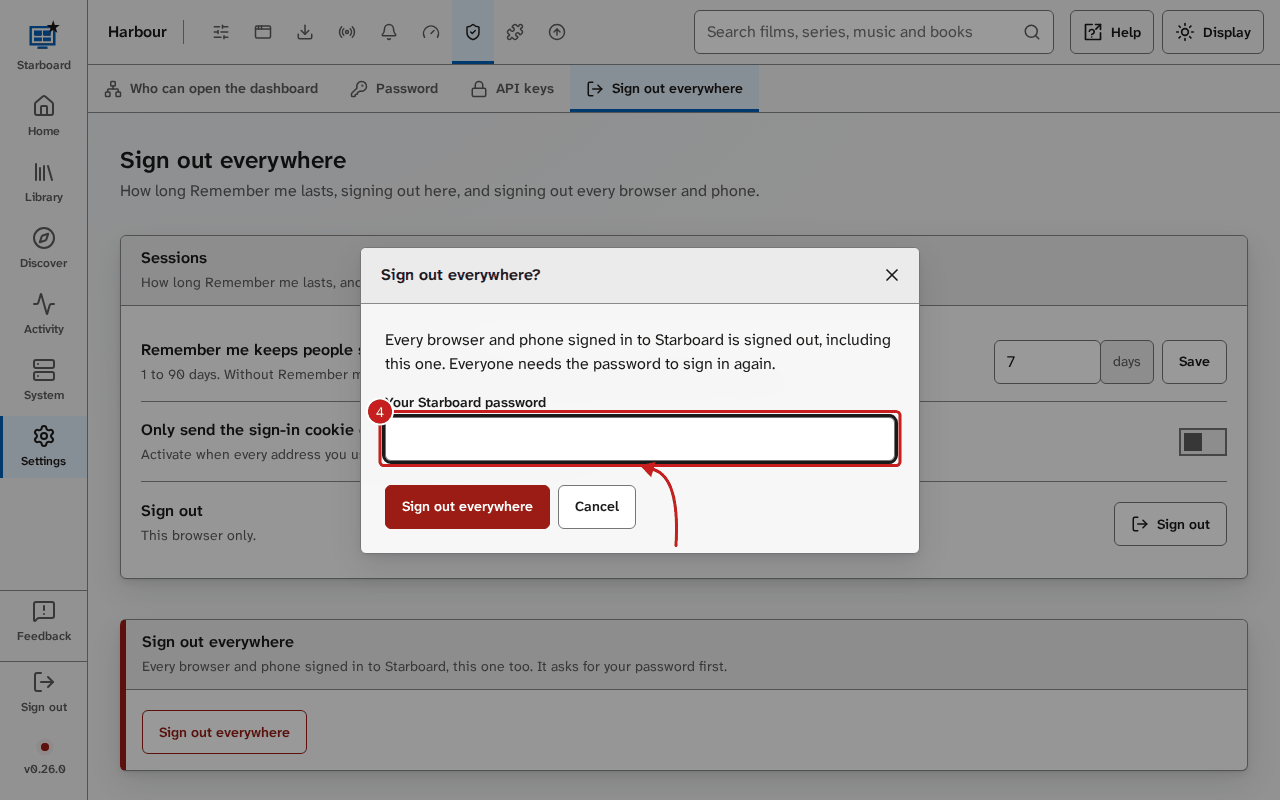 Starboard
Home
Library
Discover
Activity
System
Settings
Feedback
Sign out
v0.26.0
Harbour
Search films, series, music and books
Help
Display
Who can open the dashboard
Password
API keys
Sign out everywhere
Sign out everywhere
How long Remember me lasts, signing out here, and signing out every browser and phone.
Sessions
How long Remember me lasts, and
Remember me keeps people
1 to 90 days. Without Remember
7
days
Save
Only send the sign-in cookie
Activate when every address you
Sign out
This browser only.
Sign out
Sign out everywhere?
Every browser and phone signed in to Starboard is signed out, including
this one. Everyone needs the password to sign in again.
4
Your Starboard password
Sign out everywhere
Cancel
Sign out everywhere
Every browser and phone signed in to Starboard, this one too. It asks for your password first.
Sign out everywhere